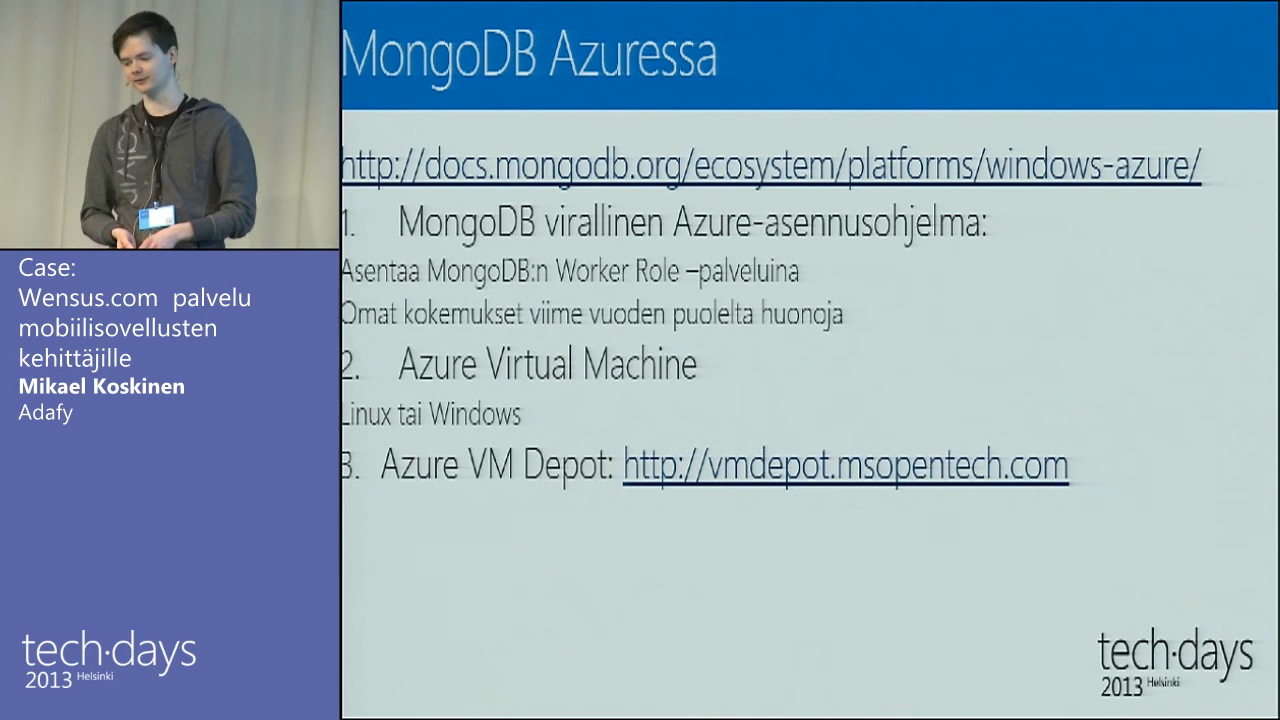 Case:
Wensus.com palvelu
mobiilisovellusten
kehittäjille
Mikael Koskinen
Adafy
tech·days
2013 Helsinki
MongoDB Azuressa
http://docs.mongodb.org/ecosystem/platforms/windows-azure/
1. MongoDB virallinen Azure-asennusohjelma:
Asentaa MongoDB:n Worker Role –palveluina
Omat kokemukset viime vuoden puolelta huonoja
2. Azure Virtual Machine
Linux tai Windows
3. Azure VM Depot: http://vmdepot.msopentech.com
tech·days
2013 Helsinki